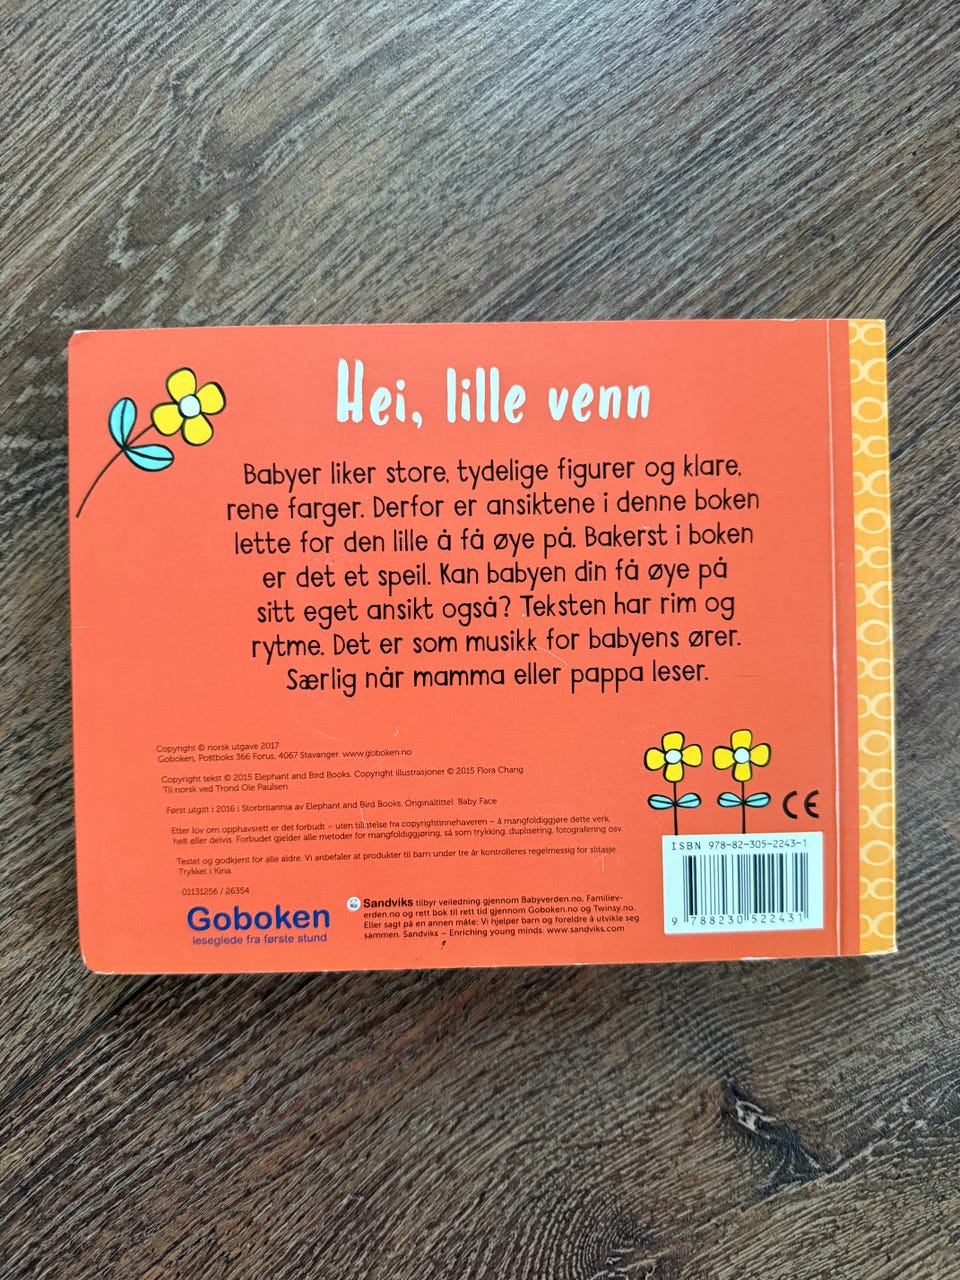 Hei, lille venn
Babyer liker store, tydelige figurer og klare,
rene farger. Derfor er ansiktene i denne boken
lette for den lille å få øye på. Bakerst i boken
er det et speil. Kan babyen din få øye på
sitt eget ansikt også? Teksten har rim og
rytme. Det er som musikk for babyens ører.
Særlig når mamma eller pappa leser.
Copyright © norsk utgave 2017
Goboken, Postboks 366 Forus, 4067 Stavanger. www.goboken.no
Copyright tekst © 2015 Elephant and Bird Books. Copyright illustrasjoner © 2015 Flora Chang
Til norsk ved Trond Ole Paulsen
Først utgitt i 2016 i Storbritannia av Elephant and Bird Books. Originaltittel: Baby Face
Etter lov om opphavsrett er det forbudt – uten tillatelse fra copyrightinnehaveren – å mangfoldiggjøre dette verk,
helt eller delvis. Forbudet gjelder alle metoder for mangfoldiggjøring, så som trykking, duplisering, fotografering osv.
Testet og godkjent for alle aldre. Vi anbefaler at produkter til barn under tre år kontrolleres regelmessig for slitasje.
Trykket i Kina.
01131256 / 26354
Goboken
leseglede fra første stund
Sandviks tilbyr veiledning gjennom Babyverden.no, Familiev-
erden.no og rett bok til rett tid gjennom Goboken.no og Twinsy.no.
Eller sagt på en annen måte: Vi hjelper barn og foreldre å utvikle seg
sammen. Sandviks – Enriching young minds. www.sandviks.com
CE
ISBN 978-82-305-2243-1
9 788230 522431